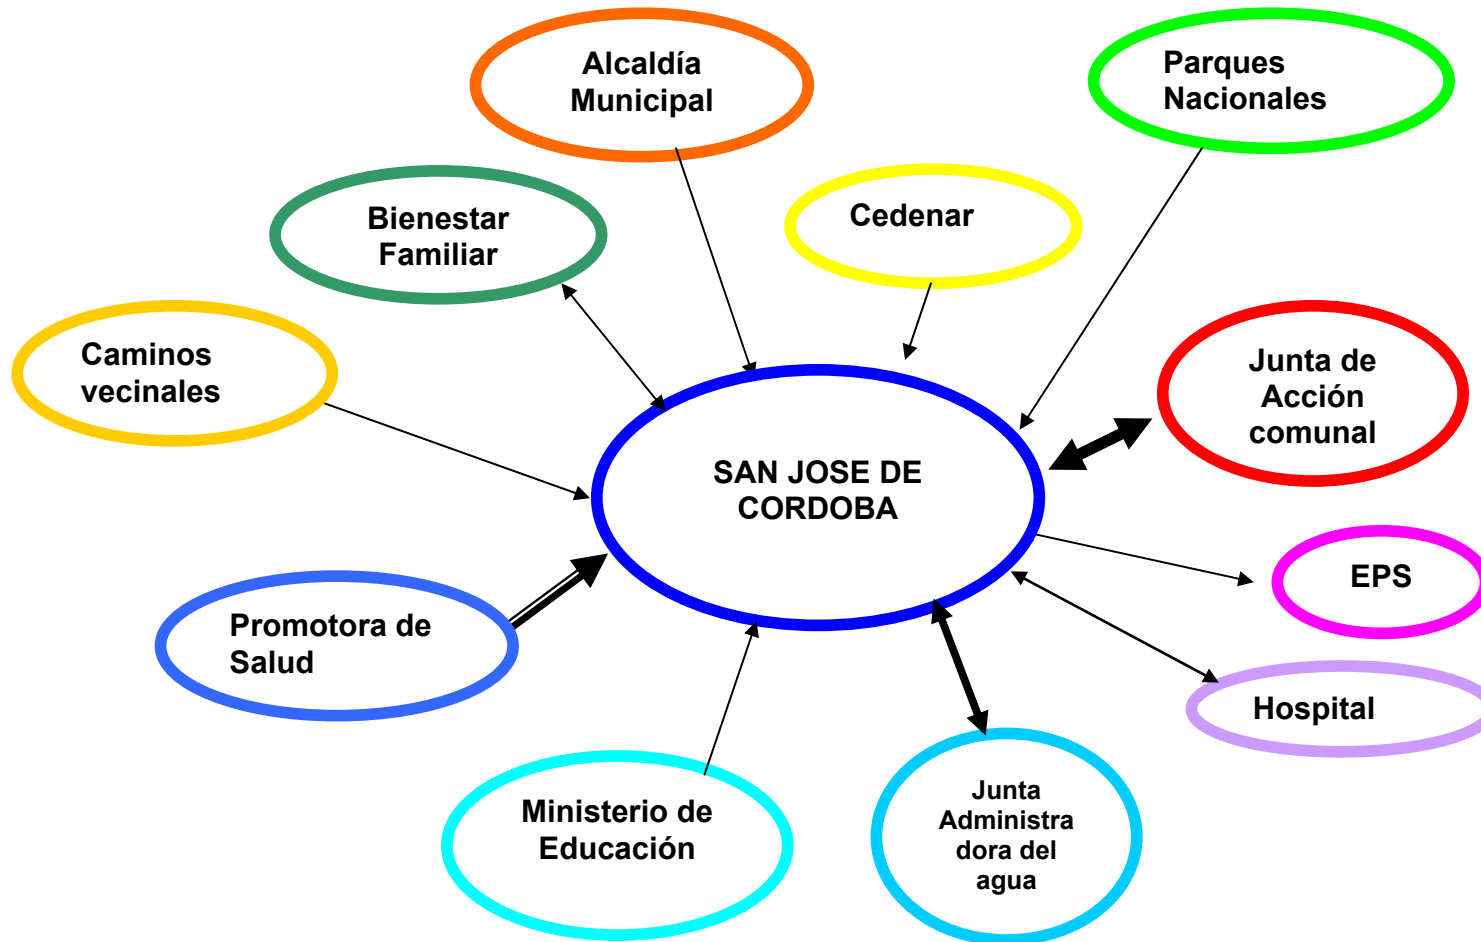 Alcaldía
Municipal
Parques
Nacionales
Bienestar
Familiar
Cedenar
Caminos
vecinales
Junta de
Acción
comunal
SAN JOSE DE
CORDOBA
EPS
Promotora de
Salud
Hospital
Ministerio de
Educación
Junta
Administra
dora del
agua